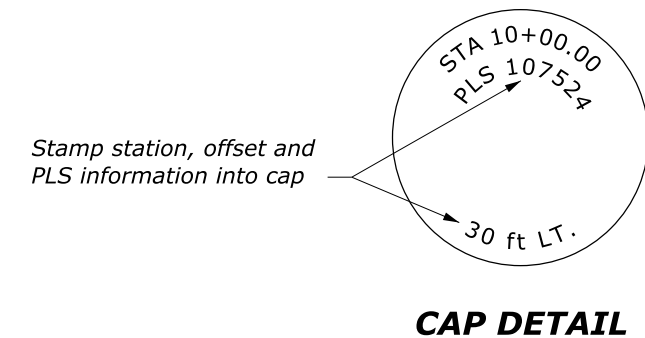 STA 10+00.00
PLS 107524
Stamp station, offset and
PLS information into cap
30 ft LT.
CAP DETAIL